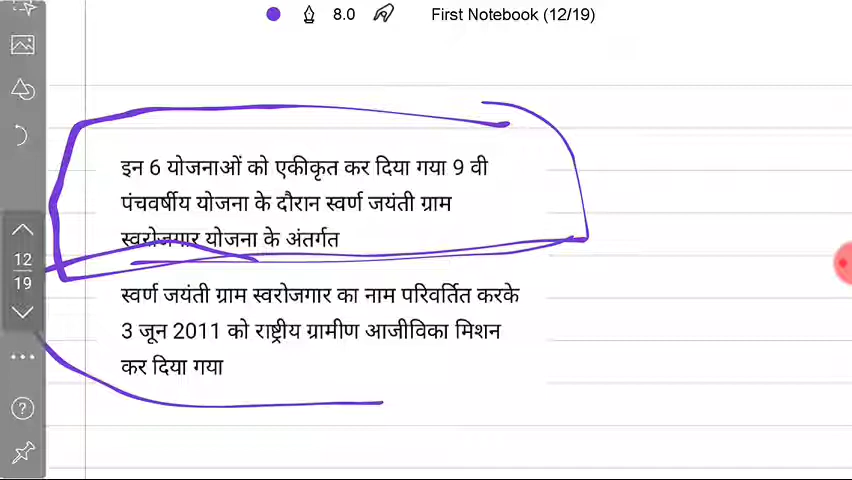 8.0 First Notebook (12/19)
इन 6 योजनाओं को एकीकृत कर दिया गया 9 वी
पंचवर्षीय योजना के दौरान स्वर्ण जयंती ग्राम
स्वरोजगार योजना के अंतर्गत
12
19
स्वर्ण जयंती ग्राम स्वरोजगार का नाम परिवर्तित करके
3 जून 2011 को राष्ट्रीय ग्रामीण आजीविका मिशन
कर दिया गया